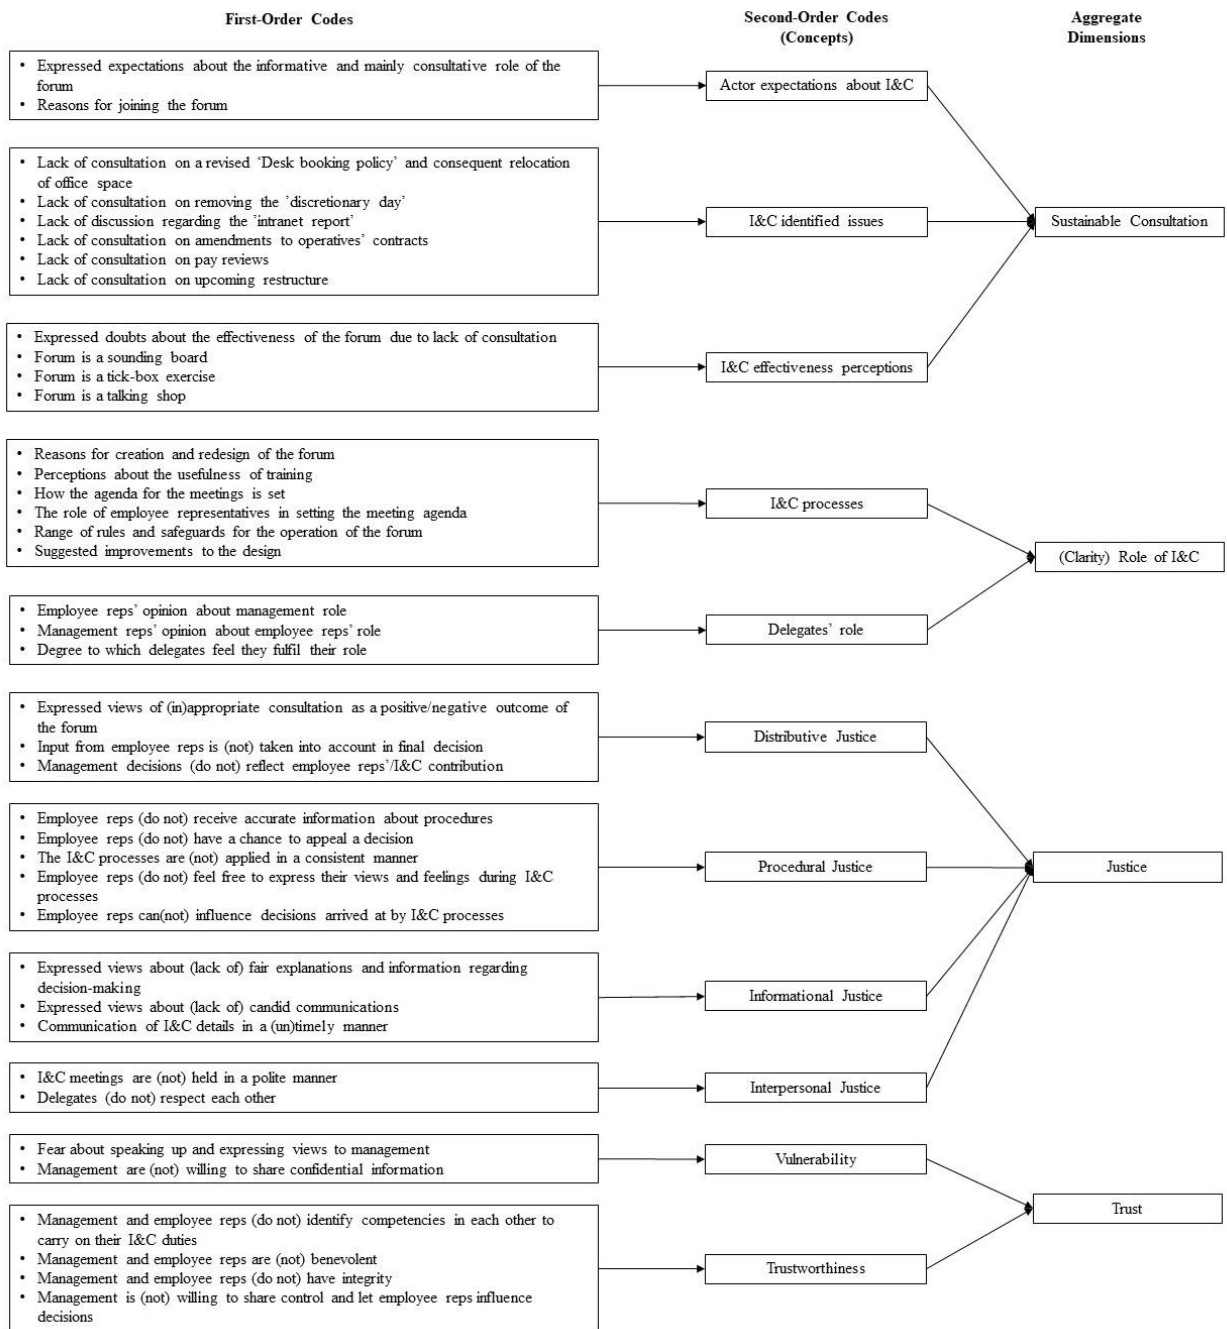 First-Order Codes
Second-Order Codes
(Concepts)
Aggregate
Dimensions
• Expressed expectations about the informative and mainly consultative role of the
forum
• Reasons for joining the forum
Actor expectations about I&C
• Lack of consultation on a revised 'Desk booking policy' and consequent relocation
of office space
• Lack of consultation on removing the 'discretionary day'
• Lack of discussion regarding the 'intranet report'
• Lack of consultation on amendments to operatives' contracts
• Lack of consultation on pay reviews
• Lack of consultation on upcoming restructure
I&C identified issues
Sustainable Consultation
• Expressed doubts about the effectiveness of the forum due to lack of consultation
• Forum is a sounding board
• Forum is a tick-box exercise
• Forum is a talking shop
I&C effectiveness perceptions
• Reasons for creation and redesign of the forum
• Perceptions about the usefulness of training
• How the agenda for the meetings is set
• The role of employee representatives in setting the meeting agenda
• Range of rules and safeguards for the operation of the forum
• Suggested improvements to the design
I&C processes
(Clarity) Role of I&C
• Employee reps' opinion about management role
• Management reps' opinion about employee reps' role
• Degree to which delegates feel they fulfil their role
Delegates' role
• Expressed views of (in)appropriate consultation as a positive/negative outcome of
the forum
• Input from employee reps is (not) taken into account in final decision
• Management decisions (do not) reflect employee reps'/I&C contribution
Distributive Justice
• Employee reps (do not) receive accurate information about procedures
• Employee reps (do not) have a chance to appeal a decision
• The I&C processes are (not) applied in a consistent manner
• Employee reps (do not) feel free to express their views and feelings during I&C
processes
• Employee reps can(not) influence decisions arrived at by I&C processes
Procedural Justice
Justice
• Expressed views about (lack of) fair explanations and information regarding
decision-making
• Expressed views about (lack of) candid communications
• Communication of I&C details in a (un)timely manner
Informational Justice
• I&C meetings are (not) held in a polite manner
• Delegates (do not) respect each other
Interpersonal Justice
• Fear about speaking up and expressing views to management
• Management are (not) willing to share confidential information
Vulnerability
Trust
• Management and employee reps (do not) identify competencies in each other to
carry on their I&C duties
• Management and employee reps are (not) benevolent
• Management and employee reps (do not) have integrity
• Management is (not) willing to share control and let employee reps influence
decisions
Trustworthiness